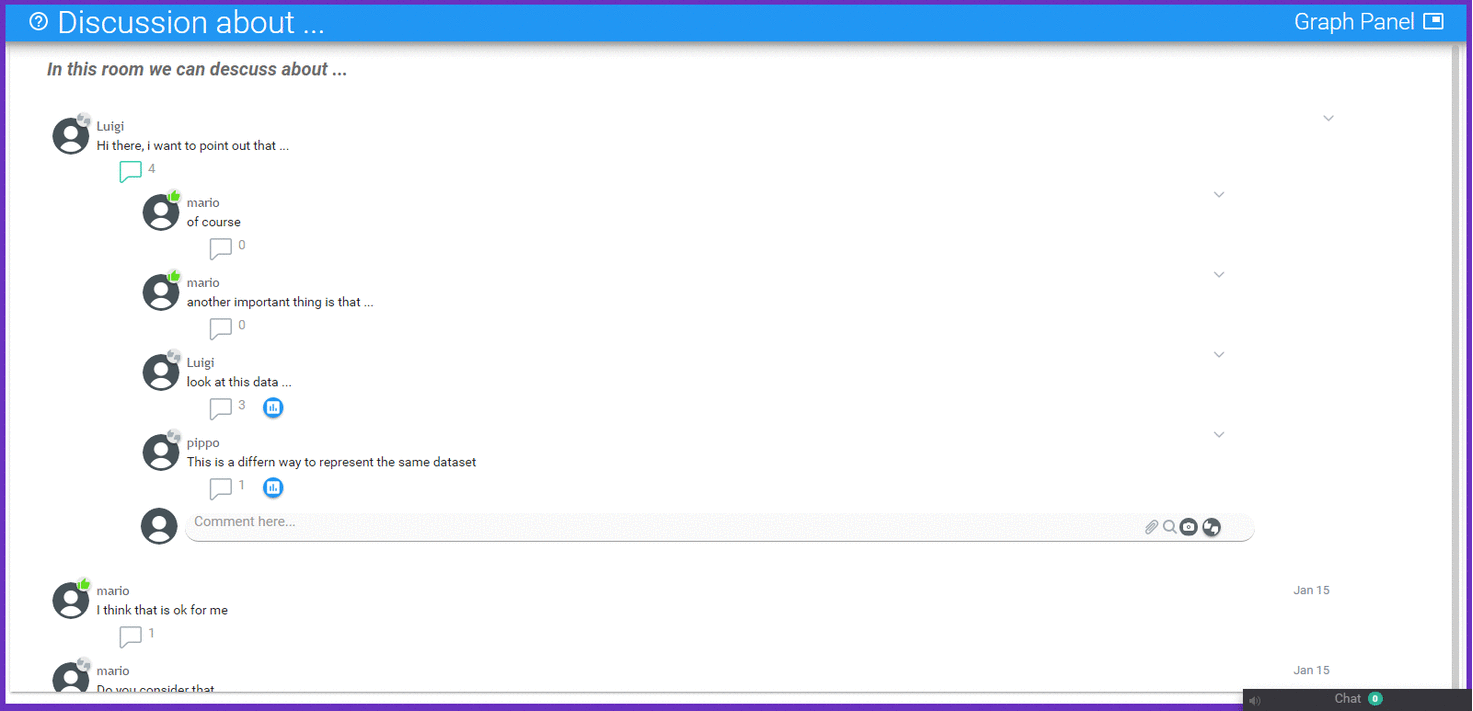 Discussion about ...
Graph Panel
In this room we can descuss about ...
Luigi
Hi there, i want to point out that ...
4
mario
of course
0
mario
another important thing is that ...
0
Luigi
look at this data ...
3
pippo
This is a differn way to represent the same dataset
1
Comment here...
mario
Jan 15
I think that is ok for me
1
mario
Jan 15
Do you consider that
Chat 0